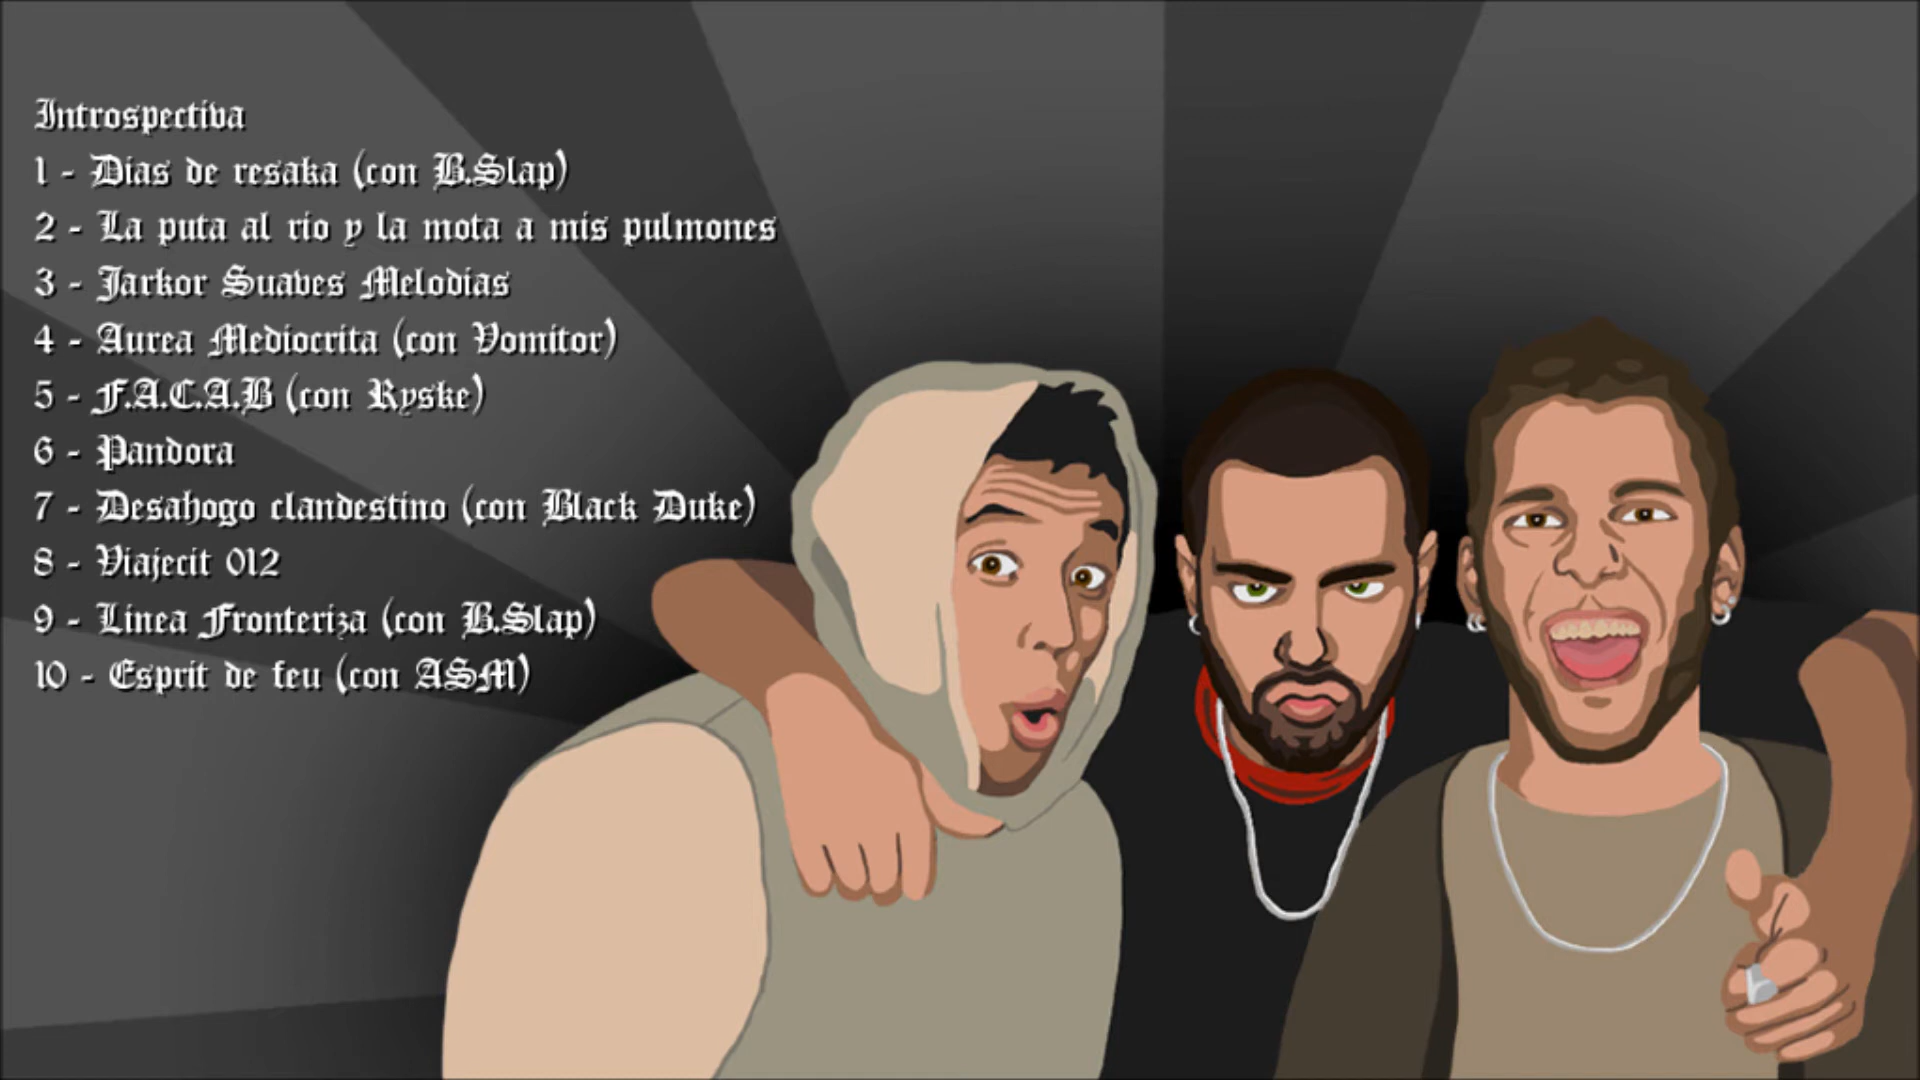 Introspectiva
1 - Dias de resaka (con B.Slap)
2 - La puta al rio y la mota a mis pulmones
3 - Jarkor Suaves Melodias
4 - Aurea Mediocrita (con Vomitor)
5 - F.A.C.A.B (con Ryske)
6 - Pandora
7 - Desahogo clandestino (con Black Duke)
8 - Viajecit 012
9 - Linea Fronteriza (con B.Slap)
10 - Esprit de feu (con ASM)